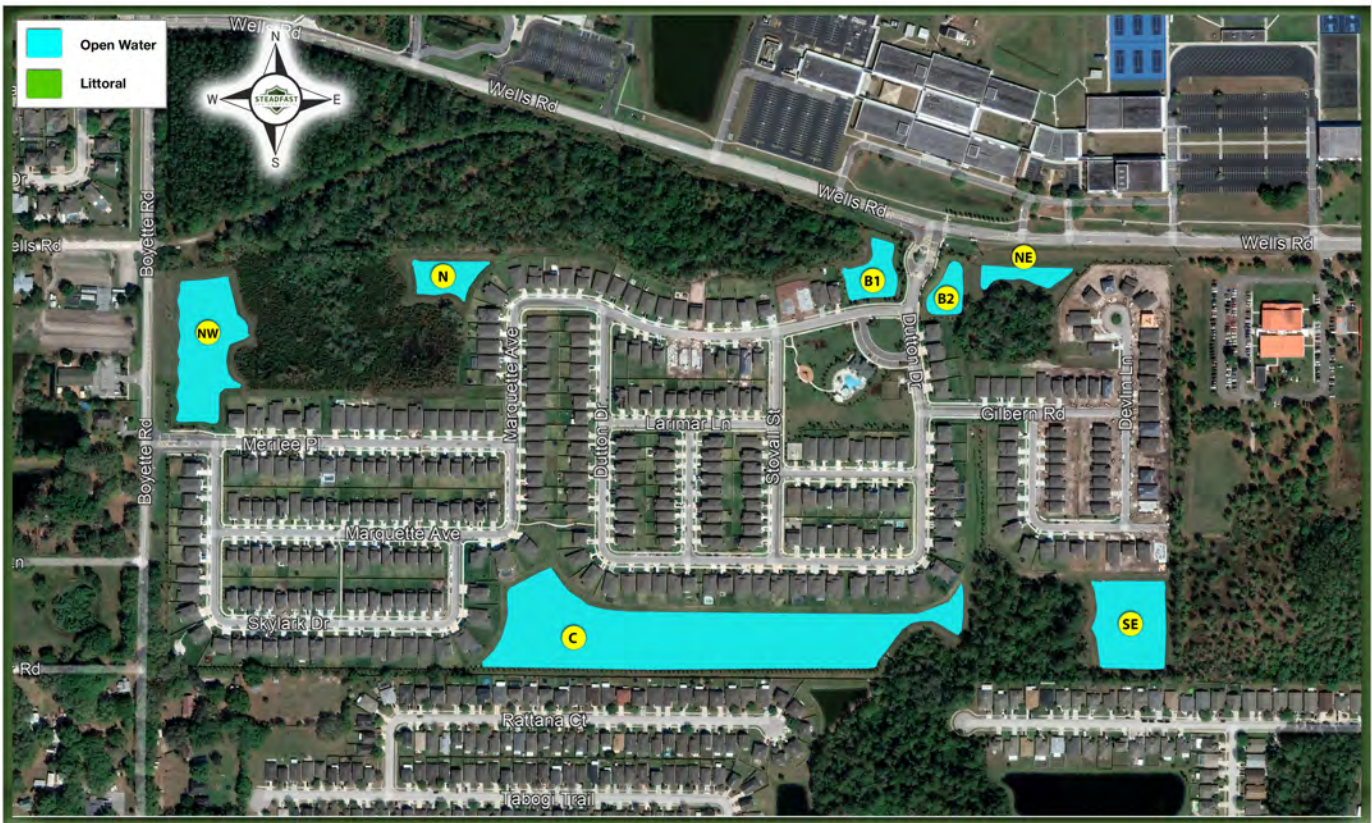 Open Water
Littoral
N
W
E
S
STEADFAST
Wells Rd
Wells Rd
Wells Rd
Wells Rd
ells Rd
Dr
Boyette Rd
Boyette Rd
NW
N
B1
B2
NE
Marquette Ave
Dutton Dr
Dutton Dr
Larimar Ln
Stovall St
Gilbern Rd
Devlin Ln
Merilee Pl
Marquette Ave
Skylark Dr
n
Rd
C
SE
Rattana Ct
Tabogi Trail